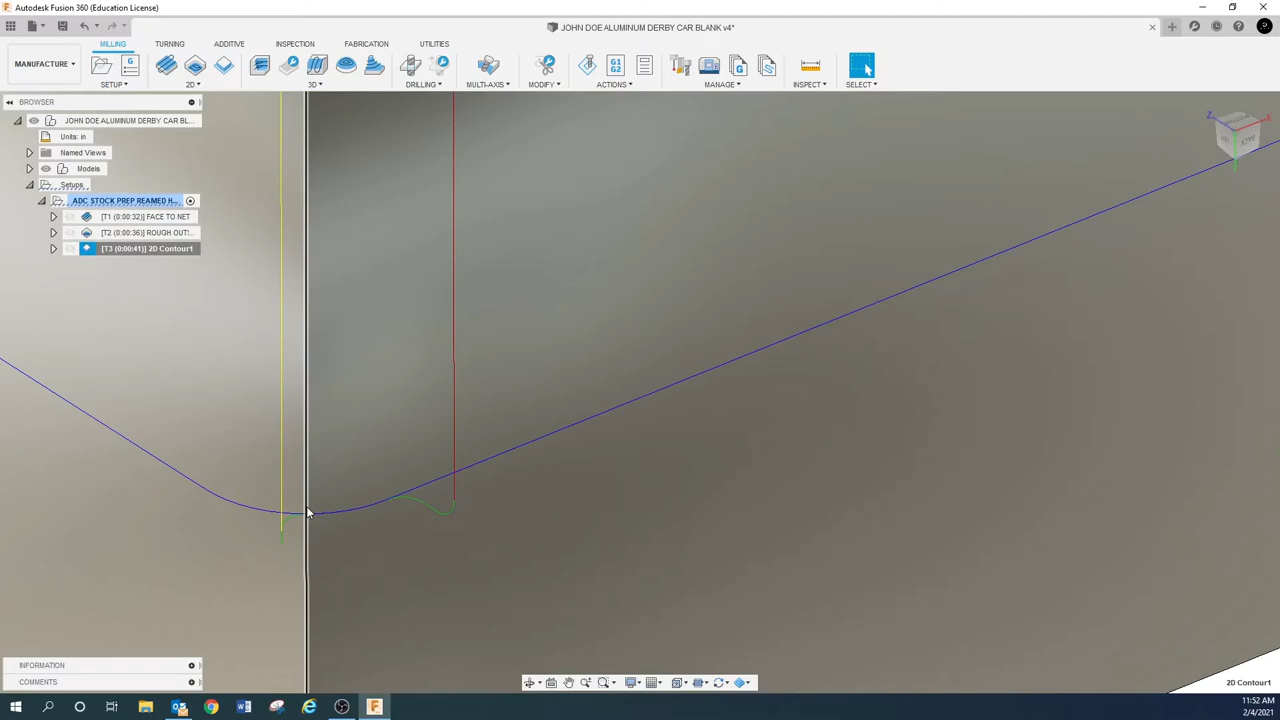 Autodesk Fusion 360 (Education License)
JOHN DOE ALUMINUM DERBY CAR BLANK v4*
MILLING TURNING ADDITIVE INSPECTION FABRICATION UTILITIES
MANUFACTURE
G
G1
G2
G
SETUP 2D 3D DRILLING MULTI-AXIS MODIFY ACTIONS MANAGE INSPECT SELECT
BROWSER
JOHN DOE ALUMINUM DERBY CAR BL...
Units: in
Named Views
Models
Setups
ADC STOCK PREP REAMED H...
[T1 (0:00:32)] FACE TO NET
[T2 (0:00:36)] ROUGH OUT:...
[T3 (0:00:41)] 2D Contour1
Z
X
BACK
INFORMATION
COMMENTS
2D Contour1
11:52 AM
2/4/2021